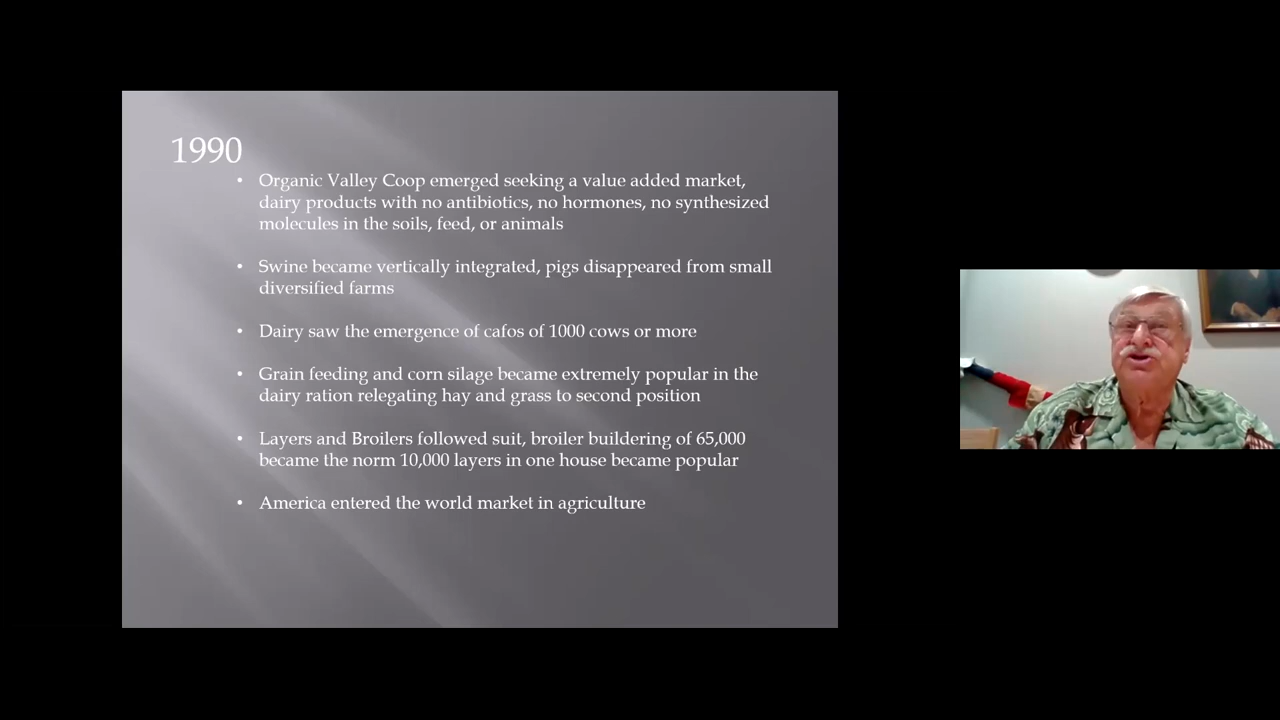 1990
• Organic Valley Coop emerged seeking a value added market,
dairy products with no antibiotics, no hormones, no synthesized
molecules in the soils, feed, or animals
• Swine became vertically integrated, pigs disappeared from small
diversified farms
• Dairy saw the emergence of cafos of 1000 cows or more
• Grain feeding and corn silage became extremely popular in the
dairy ration relegating hay and grass to second position
• Layers and Broilers followed suit, broiler buildering of 65,000
became the norm 10,000 layers in one house became popular
• America entered the world market in agriculture